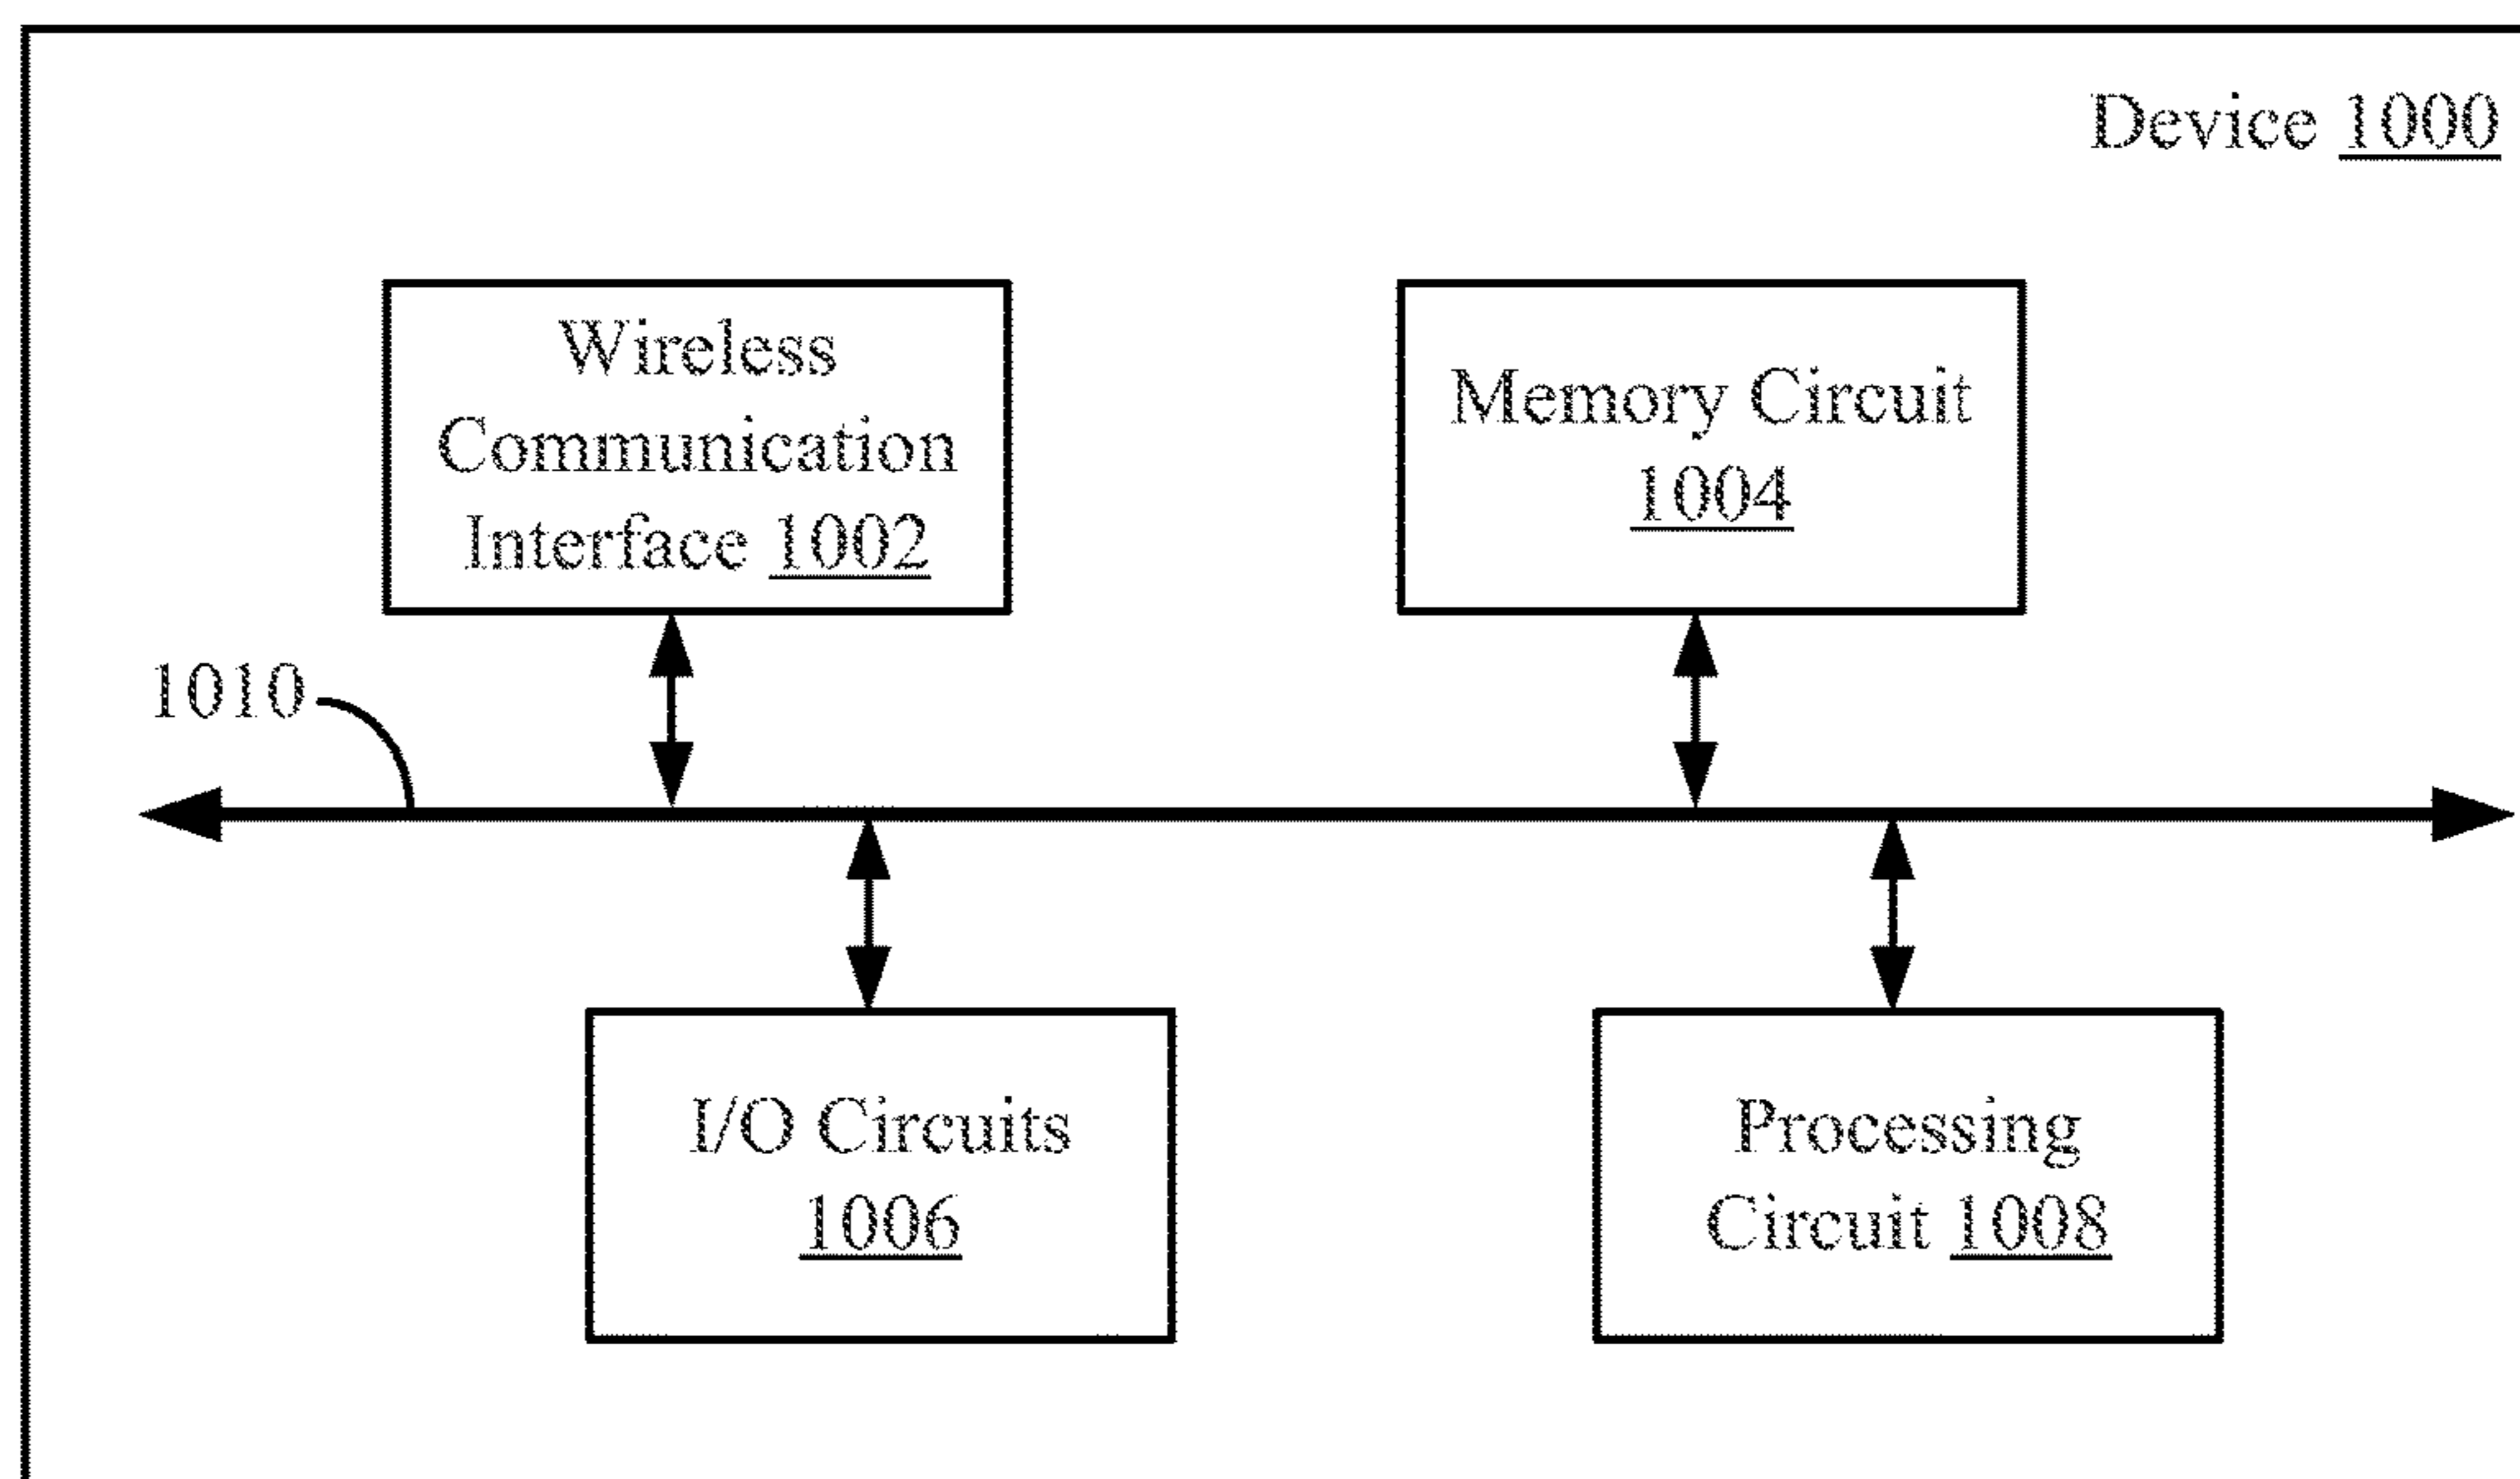 Device 1000
Wireless
Communication
Interface 1002
Memory Circuit
1004
1010
I/O Circuits
1006
Processing
Circuit 1008